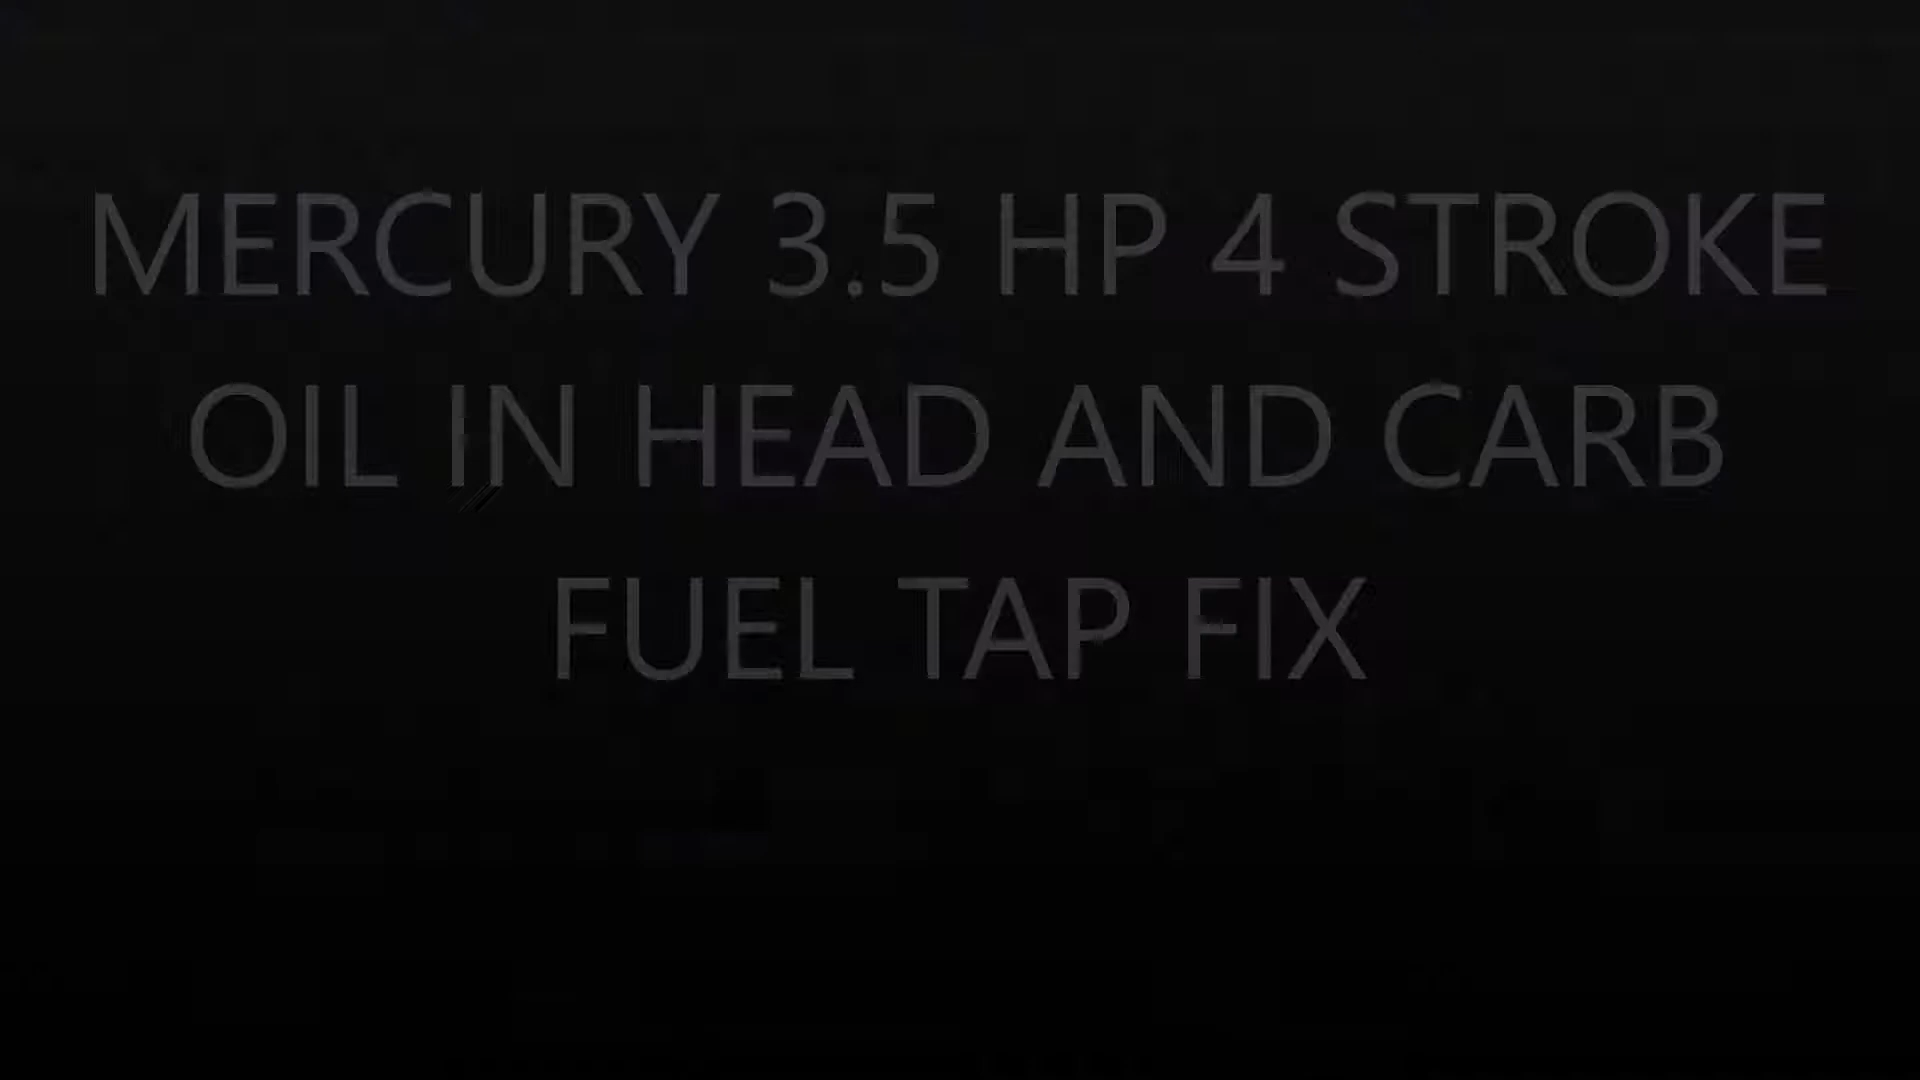 MERCURY 3.5 HP 4 STROKE
OIL IN HEAD AND CARB
FUEL TAP FIX